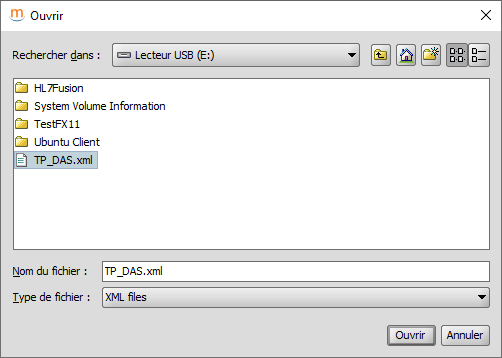 Ouvrir
Rechercher dans : Lecteur USB (E:)
HL7Fusion
System Volume Information
TestFX11
Ubuntu Client
TP_DAS.xml
Nom du fichier : TP_DAS.xml
Type de fichier : XML files
Ouvrir Annuler